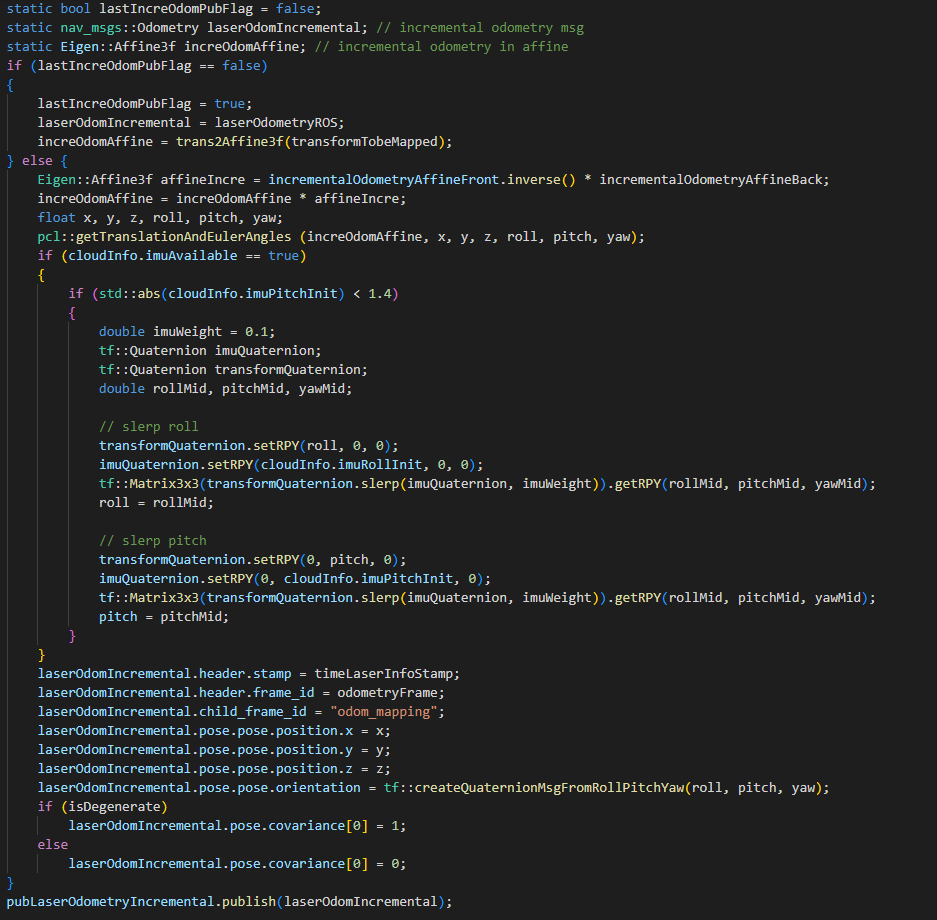 static bool lastIncreOdomPubFlag = false;
static nav_msgs::Odometry laserOdomIncremental; // incremental odometry msg
static Eigen::Affine3f increOdomAffine; // incremental odometry in affine
if (lastIncreOdomPubFlag == false)
{
    lastIncreOdomPubFlag = true;
    laserOdomIncremental = laserOdometryROS;
    increOdomAffine = trans2Affine3f(transformTobeMapped);
} else {
    Eigen::Affine3f affineIncre = incrementalOdometryAffineFront.inverse() * incrementalOdometryAffineBack;
    increOdomAffine = increOdomAffine * affineIncre;
    float x, y, z, roll, pitch, yaw;
    pcl::getTranslationAndEulerAngles (increOdomAffine, x, y, z, roll, pitch, yaw);
    if (cloudInfo.imuAvailable == true)
    {
        if (std::abs(cloudInfo.imuPitchInit) < 1.4)
        {
            double imuWeight = 0.1;
            tf::Quaternion imuQuaternion;
            tf::Quaternion transformQuaternion;
            double rollMid, pitchMid, yawMid;

            // slerp roll
            transformQuaternion.setRPY(roll, 0, 0);
            imuQuaternion.setRPY(cloudInfo.imuRollInit, 0, 0);
            tf::Matrix3x3(transformQuaternion.slerp(imuQuaternion, imuWeight)).getRPY(rollMid, pitchMid, yawMid);
            roll = rollMid;

            // slerp pitch
            transformQuaternion.setRPY(0, pitch, 0);
            imuQuaternion.setRPY(0, cloudInfo.imuPitchInit, 0);
            tf::Matrix3x3(transformQuaternion.slerp(imuQuaternion, imuWeight)).getRPY(rollMid, pitchMid, yawMid);
            pitch = pitchMid;
        }
    }
    laserOdomIncremental.header.stamp = timeLaserInfoStamp;
    laserOdomIncremental.header.frame_id = odometryFrame;
    laserOdomIncremental.child_frame_id = "odom_mapping";
    laserOdomIncremental.pose.pose.position.x = x;
    laserOdomIncremental.pose.pose.position.y = y;
    laserOdomIncremental.pose.pose.position.z = z;
    laserOdomIncremental.pose.pose.orientation = tf::createQuaternionMsgFromRollPitchYaw(roll, pitch, yaw);
    if (isDegenerate)
        laserOdomIncremental.pose.covariance[0] = 1;
    else
        laserOdomIncremental.pose.covariance[0] = 0;
}
pubLaserOdometryIncremental.publish(laserOdomIncremental);